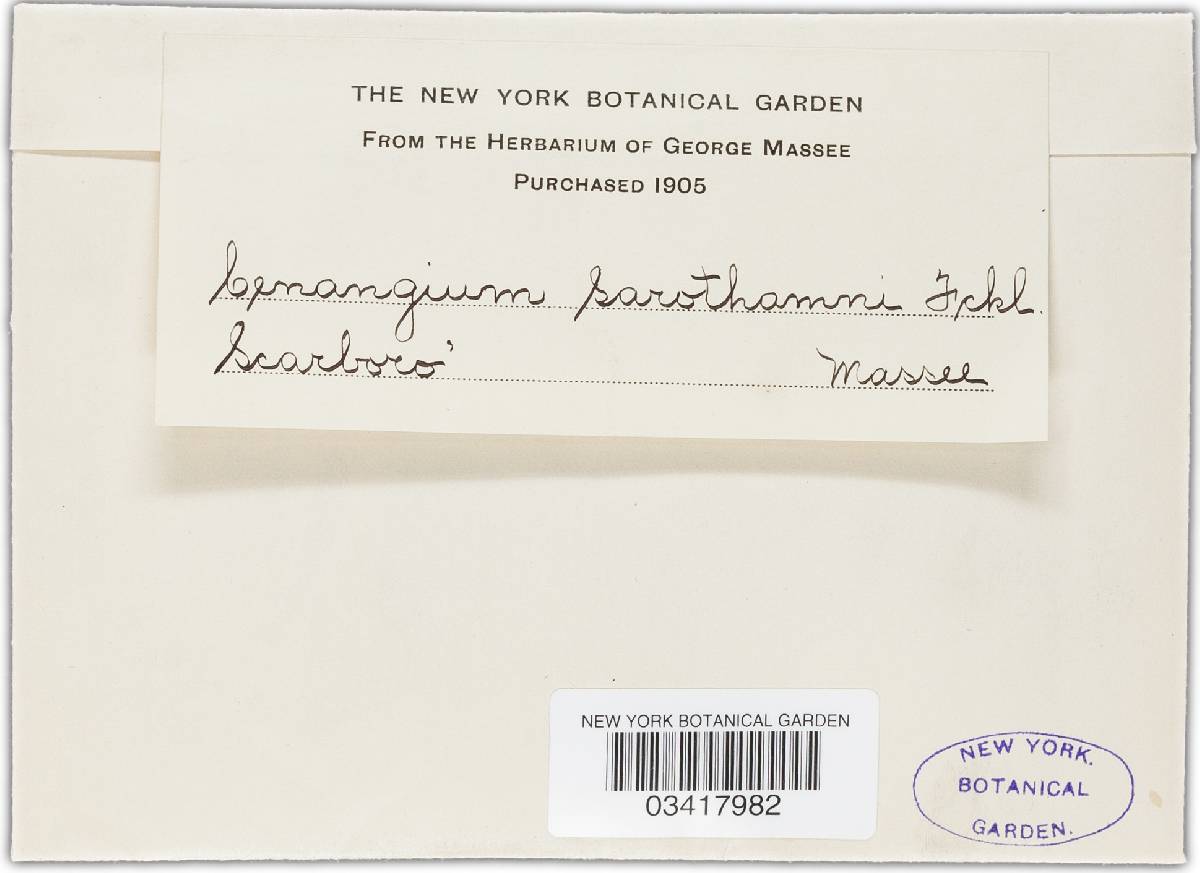 THE NEW YORK BOTANICAL GARDEN
FROM THE HERBARIUM OF GEORGE MASSEE
PURCHASED 1905
Cenangium sarothamni Fckl.
Scarboro' Massee
NEW YORK BOTANICAL GARDEN
03417982
NEW YORK.
BOTANICAL
GARDEN.